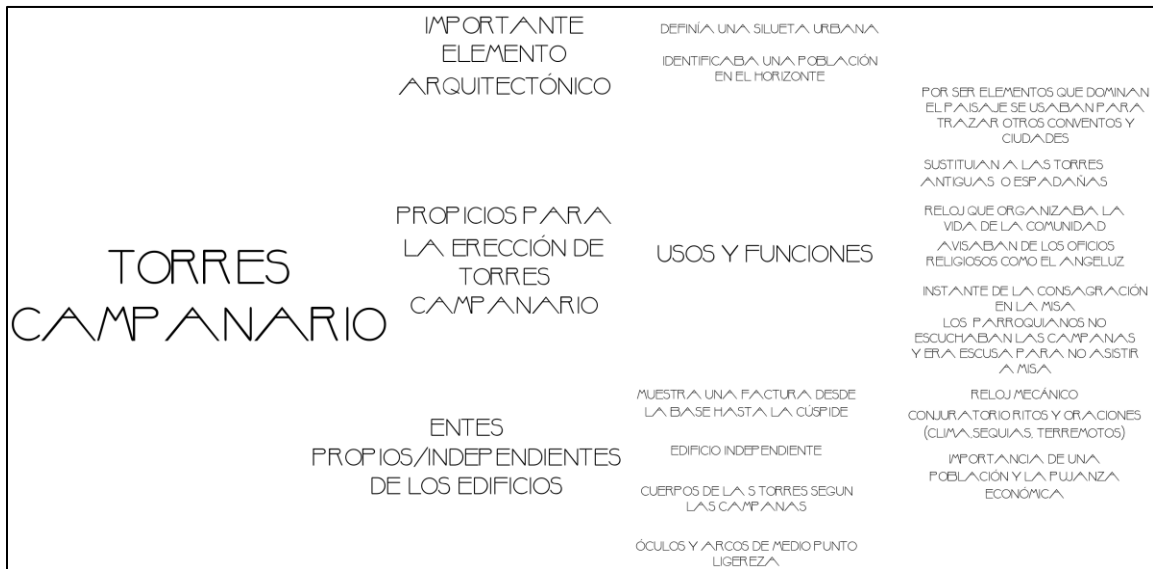 TORRES
CAMPANARIO
IMPORTANTE
ELEMENTO
ARQUITECTÓNICO
DEFINÍA UNA SILUETA URBANA
IDENTIFICABA UNA POBLACIÓN
EN EL HORIZONTE
PROPICIOS PARA
LA ERECCIÓN DE
TORRES
CAMPANARIO
USOS Y FUNCIONES
POR SER ELEMENTOS QUE DOMINAN
EL PAISAJE SE USABAN PARA
TRAZAR OTROS CONVENTOS Y
CIUDADES
SUSTITUIAN A LAS TORRES
ANTIGUAS O ESPADAÑAS
RELOJ QUE ORGANIZABA LA
VIDA DE LA COMUNIDAD
AVISABAN DE LOS OFICIOS
RELIGIOSOS COMO EL ANGELUZ
INSTANTE DE LA CONSAGRACIÓN
EN LA MISA
LOS PARROQUIANOS NO
ESCUCHABAN LAS CAMPANAS
Y ERA ESCUSA PARA NO ASISTIR
A MISA
RELOJ MECÁNICO
CONJURATORIO RITOS Y ORACIONES
(CLIMA,SEQUIAS, TERREMOTOS)
IMPORTANCIA DE UNA
POBLACIÓN Y LA PUJANZA
ECONÓMICA
ENTES
PROPIOS/INDEPENDIENTES
DE LOS EDIFICIOS
MUESTRA UNA FACTURA DESDE
LA BASE HASTA LA CÚSPIDE
EDIFICIO INDEPENDIENTE
CUERPOS DE LA S TORRES SEGUN
LAS CAMPANAS
ÓCULOS Y ARCOS DE MEDIO PUNTO
LIGEREZA